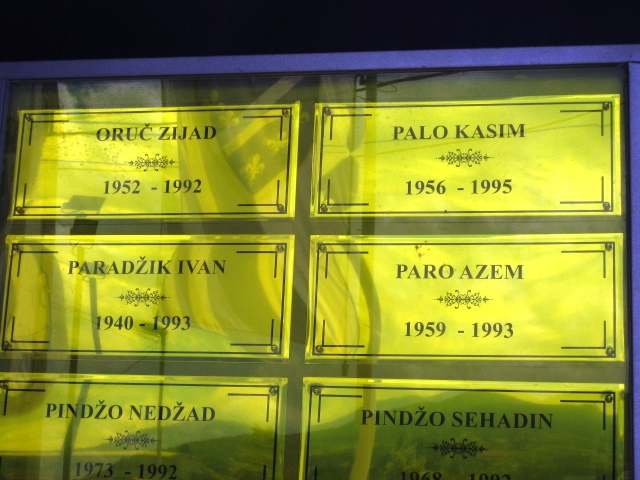 ORUČ ZIJAD
1952 - 1992
PALO KASIM
1956 - 1995
PARADŽIK IVAN
1940 - 1993
PARO AZEM
1959 - 1993
PINDŽO NEDŽAD
1973 - 1992
PINDŽO SEHADIN